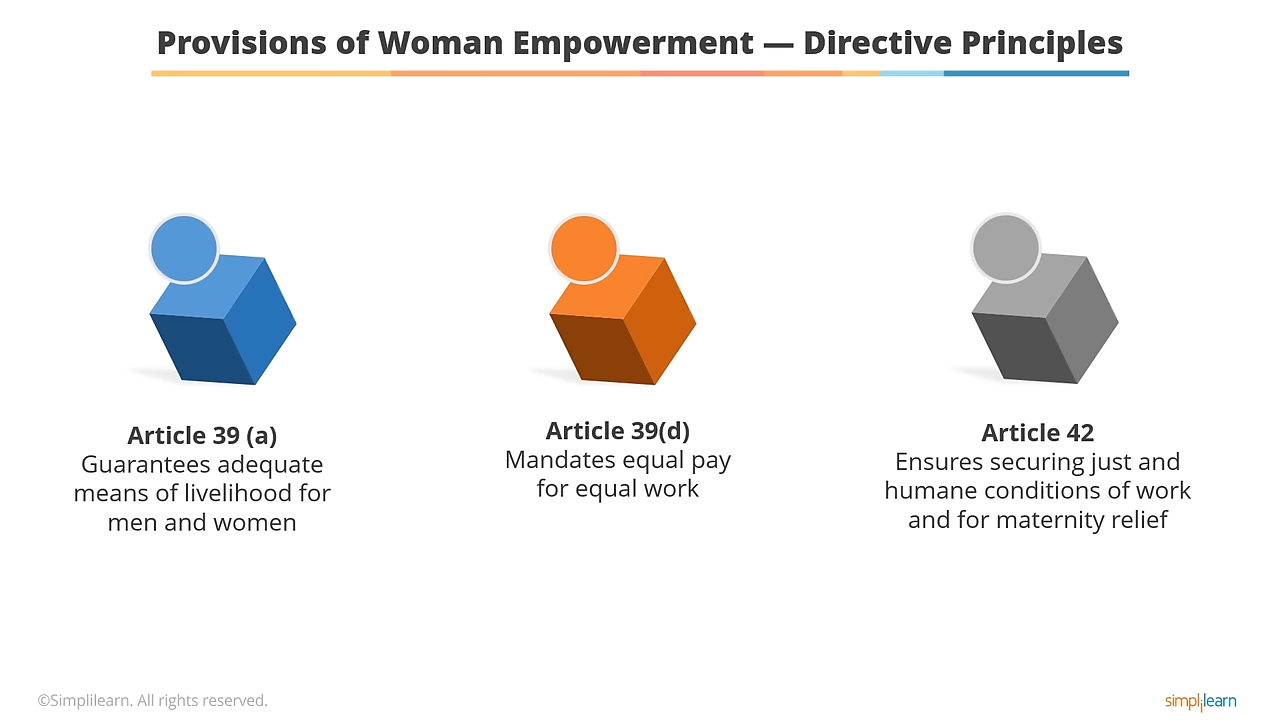 Provisions of Woman Empowerment — Directive Principles
Article 39 (a)
Guarantees adequate
means of livelihood for
men and women
Article 39(d)
Mandates equal pay
for equal work
Article 42
Ensures securing just and
humane conditions of work
and for maternity relief
©Simplilearn. All rights reserved.
simplilearn